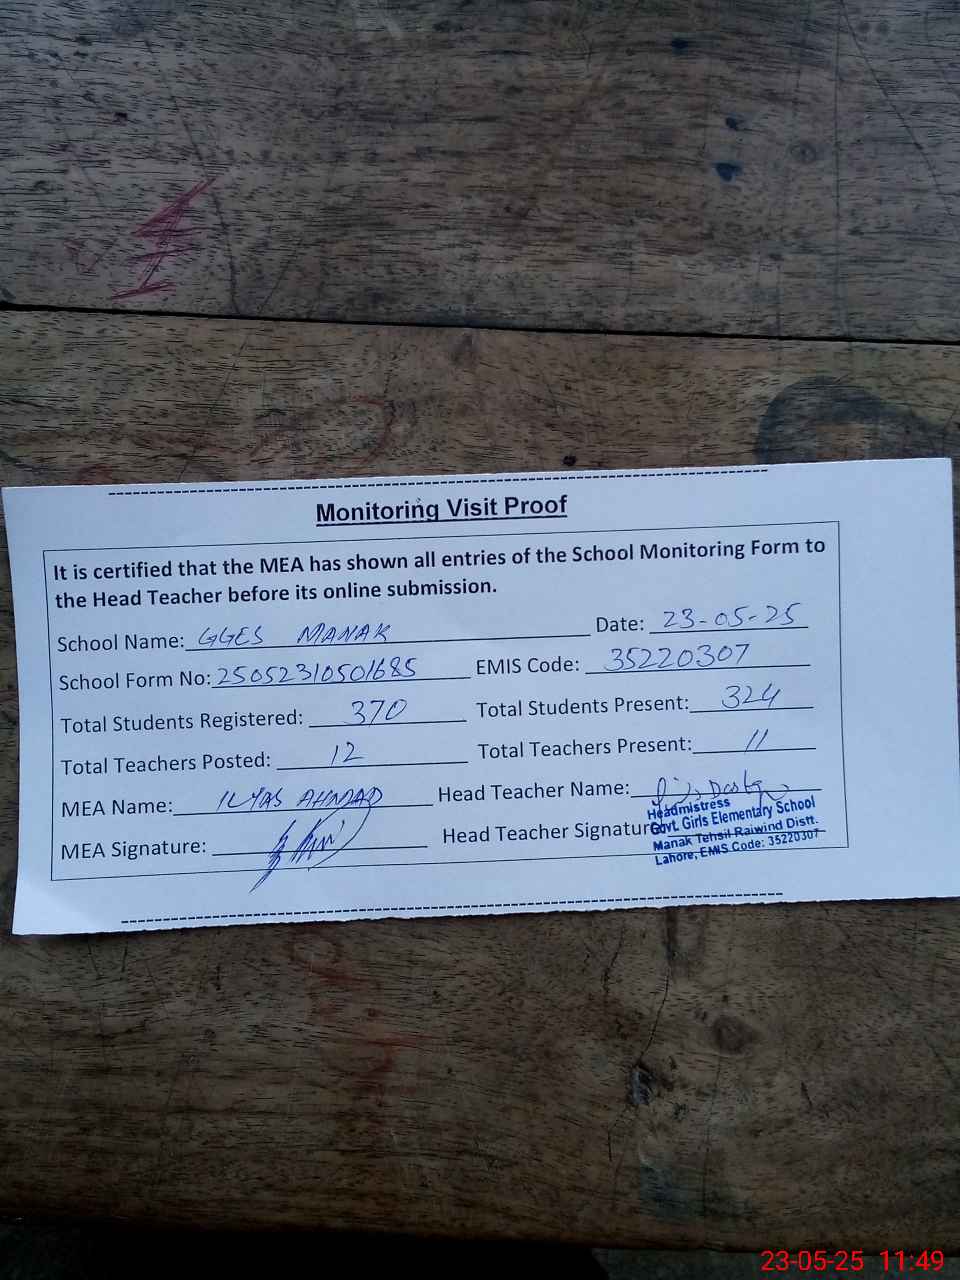 Monitoring Visit Proof
It is certified that the MEA has shown all entries of the School Monitoring Form to
the Head Teacher before its online submission.
School Name: GGES MANAK Date: 23-05-25
School Form No: 25052310501685 EMIS Code: 35220307
Total Students Registered: 370 Total Students Present: 324
Total Teachers Posted: 12 Total Teachers Present: 11
MEA Name: ILYAS AHMAD Head Teacher Name:
MEA Signature: Head Teacher Signature:
Headmistress
Govt. Girls Elementary School
Manak Tehsil Raiwind Distt.
Lahore, EMIS Code: 35220307
23-05-25 11:49